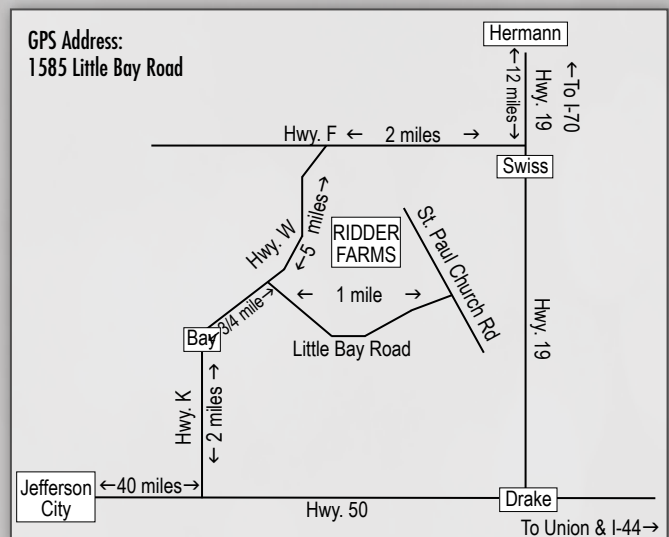 GPS Address:
1585 Little Bay Road
Hermann
←12 miles→
Hwy. 19
←To I-70
Hwy. F
← 2 miles →
Swiss
Hwy. W
←5 miles→
RIDDER
FARMS
St. Paul Church Rd
← 1 mile →
←3/4 mile→
Bay
Little Bay Road
Hwy. 19
Hwy. K
← 2 miles →
Jefferson
City
←40 miles→
Hwy. 50
Drake
To Union & I-44→